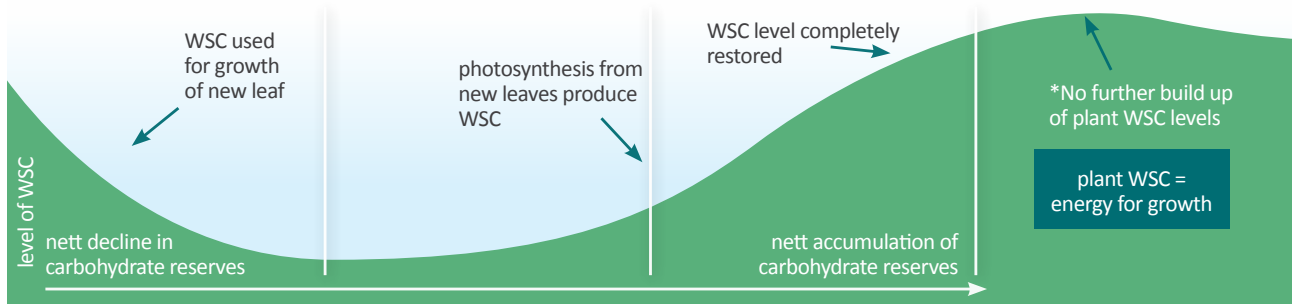 level of WSC
WSC used
for growth
of new leaf
nett decline in
carbohydrate reserves
photosynthesis from
new leaves produce
WSC
WSC level completely
restored
nett accumulation of
carbohydrate reserves
*No further build up
of plant WSC levels
plant WSC =
energy for growth